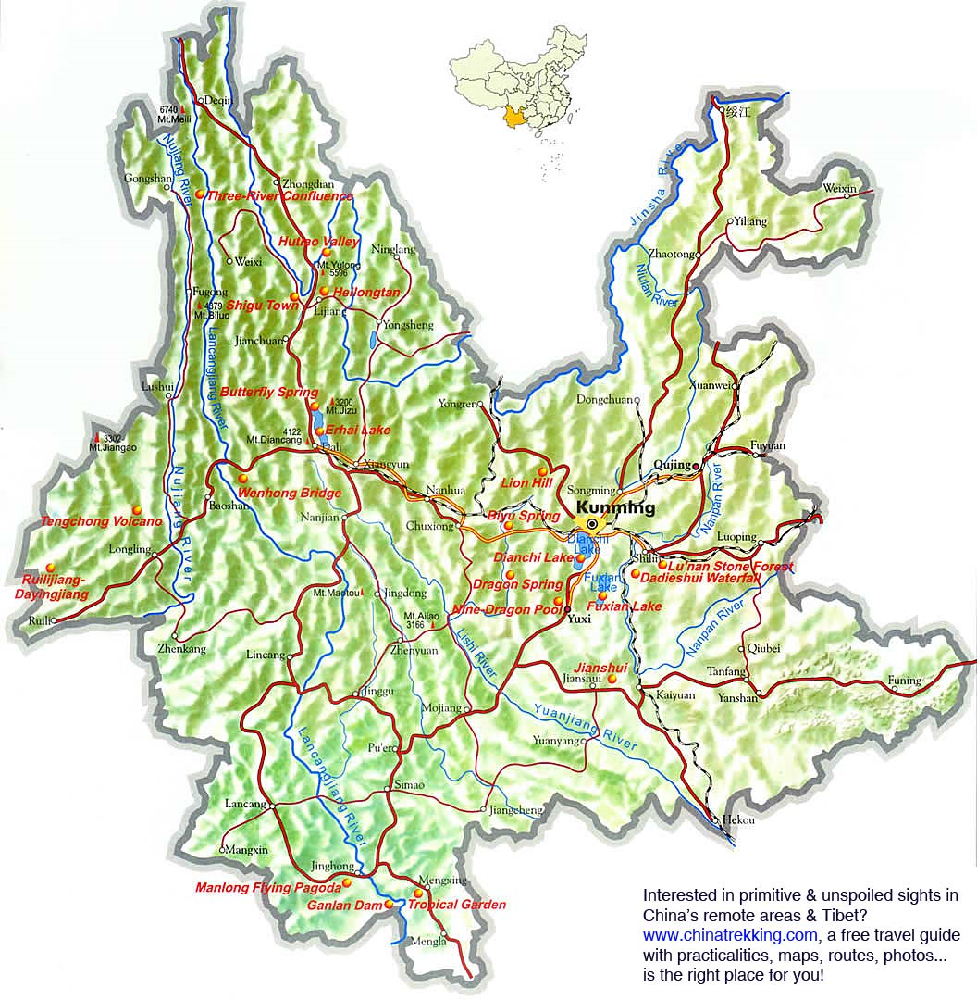 Deqin
6740
Mt.Meili
绥江
Nujiang River
Jinsha River
Gongshan
Zhongdian
Three-River Confluence
Weixin
Yiliang
Hutiao Valley
Ninglang
Zhaotong
Weixi
Mt.Yulong
5596
Niulan River
Fugong
Shigu Town
Heilongtan
4379
Mt.Biluo
Lijiang
Yongsheng
Jianchuan
Lancangjiang River
Lushui
Butterfly Spring
3200
Mt.Jizu
Xuanwei
Yongren
Dongchuan
Erhai Lake
4122
Mt.Diancang
3302
Mt.Jiangao
Dali
Fuyuan
Xiangyun
Qujing
Nujiang River
Lion Hill
Wenhong Bridge
Nanhua
Songming
Nanpan River
Baoshan
Kunming
Tengchong Voicano
Nanjian
Chuxiong
Biyu Spring
Dianchi
Lake
Luoping
Longling
Dianchi Lake
Shilin
Lu'nan Stone Forest
Ruilijiang-
Dayingjiang
Dragon Spring
Fuxian
Lake
Dadieshui Waterfall
Mt.Maotou
Jingdong
Nine-Dragon Pool
Fuxian Lake
Ruili
Mt.Ailao
3166
Yuxi
Nanpan River
Zhenkang
Lishi River
Zhenyuan
Qiubei
Lincang
Jianshui
Jianshui
Tanfang
Funing
Jinggu
Kaiyuan
Yanshan
Mojiang
Yuanjiang River
Lancangjiang River
Pu'er
Yuanyang
Simao
Lancang
Jiangcheng
Hekou
Mangxin
Jinghong
Manlong Flying Pagoda
Mengxing
Ganlan Dam
Tropical Garden
Mengla
Interested in primitive & unspoiled sights in
China's remote areas & Tibet?
www.chinatrekking.com, a free travel guide
with practicalities, maps, routes, photos...
is the right place for you!